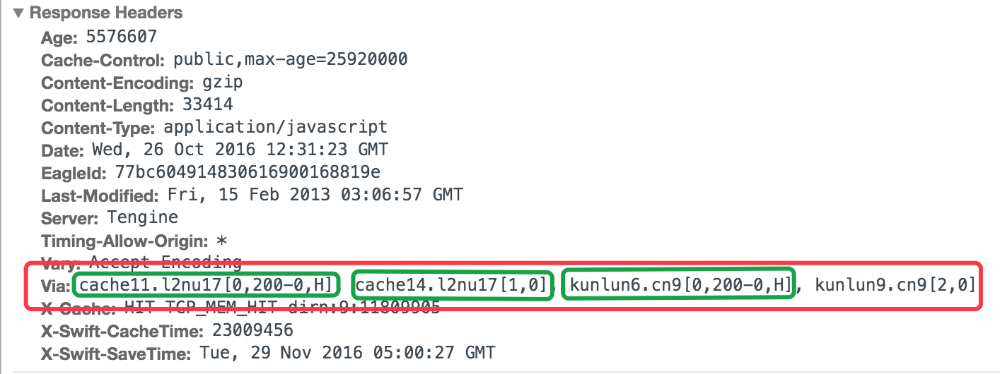 ▼ Response Headers
Age: 5576607
Cache-Control: public,max-age=25920000
Content-Encoding: gzip
Content-Length: 33414
Content-Type: application/javascript
Date: Wed, 26 Oct 2016 12:31:23 GMT
EagleId: 77bc604914830616900168819e
Last-Modified: Fri, 15 Feb 2013 03:06:57 GMT
Server: Tengine
Timing-Allow-Origin: *
Vary: Accept-Encoding
Via: cache11.l2nu17[0,200-0,H], cache14.l2nu17[1,0], kunlun6.cn9[0,200-0,H], kunlun9.cn9[2,0]
X-Cache: HIT TCP_MEM_HIT dirn:9:11809905
X-Swift-CacheTime: 23009456
X-Swift-SaveTime: Tue, 29 Nov 2016 05:00:27 GMT